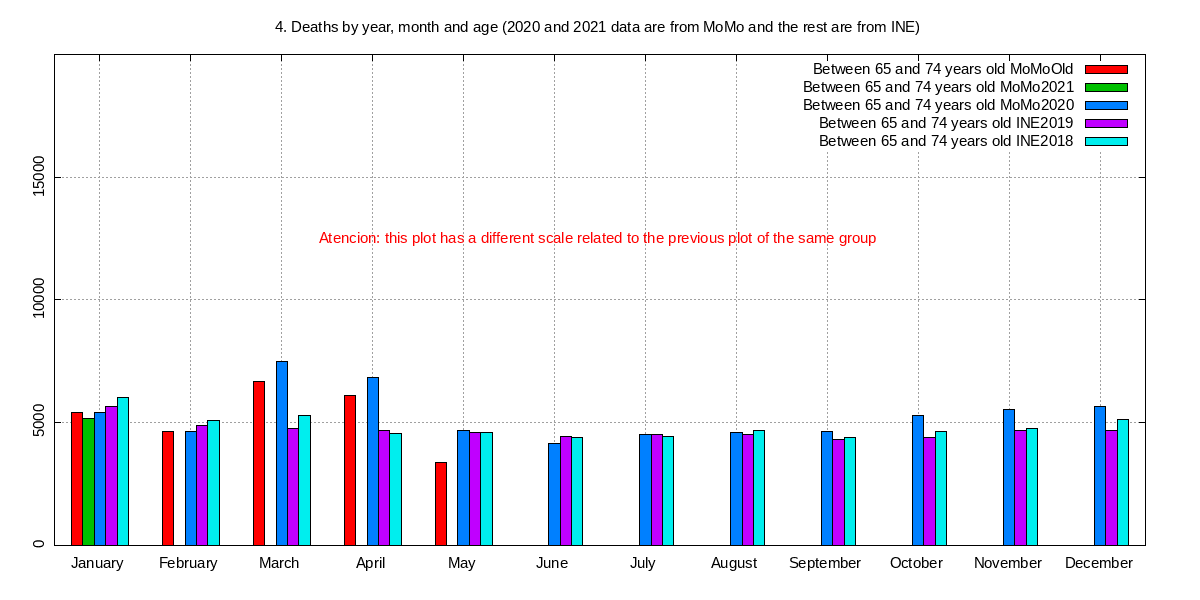 4. Deaths by year, month and age (2020 and 2021 data are from MoMo and the rest are from INE)
Between 65 and 74 years old MoMoOld
Between 65 and 74 years old MoMo2021
Between 65 and 74 years old MoMo2020
Between 65 and 74 years old INE2019
Between 65 and 74 years old INE2018
15000
Atencion: this plot has a different scale related to the previous plot of the same group
10000
5000
0
January February March April May June July August September October November December